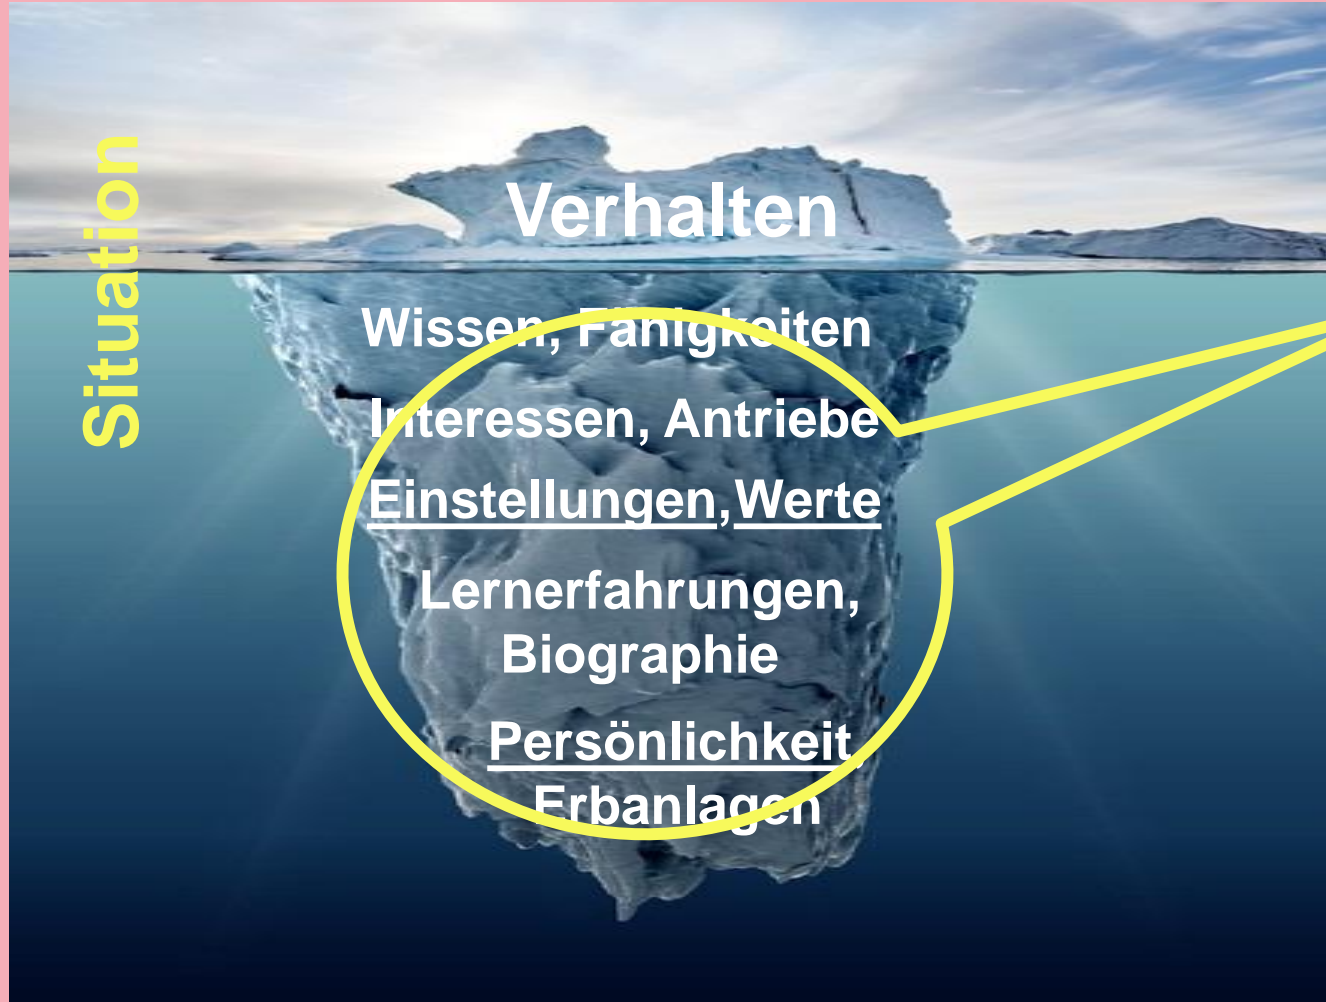 Situation
Verhalten
Wissen, Fähigkeiten
Interessen, Antriebe
Einstellungen,Werte
Lernerfahrungen,
Biographie
Persönlichkeit,
Erbanlagen